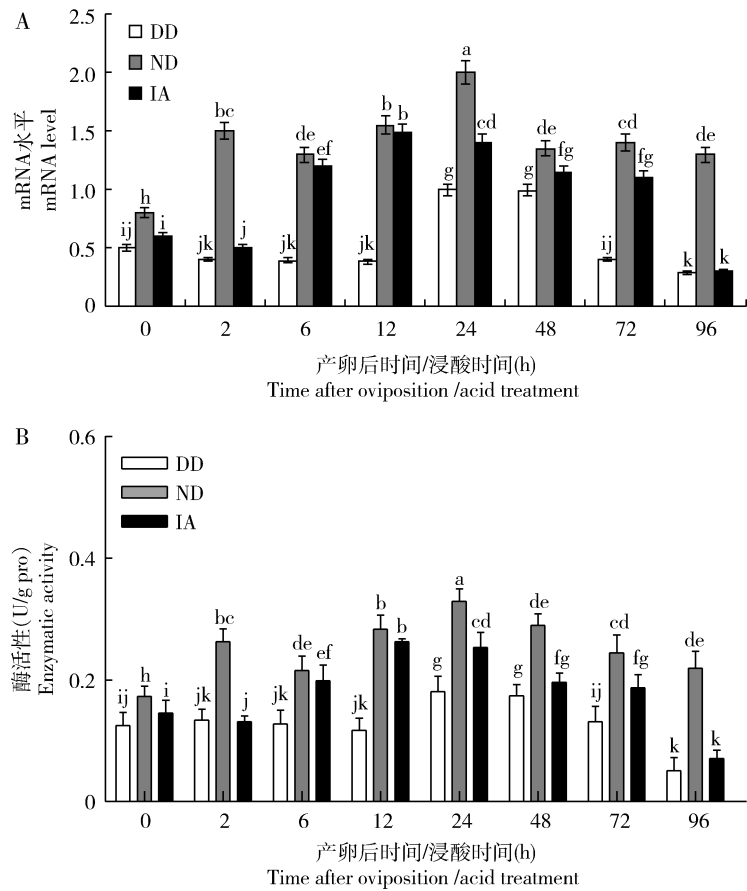 A
DD
ND
IA
mRNA水平
mRNA level
2.5
2.0
1.5
1.0
0.5
0
ij h i
jk bc j
jk de ef
jk b b
g a cd
g de fg
ij cd fg
k de k
0 2 6 12 24 48 72 96
产卵后时间/浸酸时间(h)
Time after oviposition /acid treatment
B
DD
ND
IA
酶活性(U/g pro)
Enzymatic activity
0.6
0.4
0.2
0
ij h i
jk bc j
jk de ef
jk b b
g a cd
g de fg
ij cd fg
k de k
0 2 6 12 24 48 72 96
产卵后时间/浸酸时间(h)
Time after oviposition /acid treatment